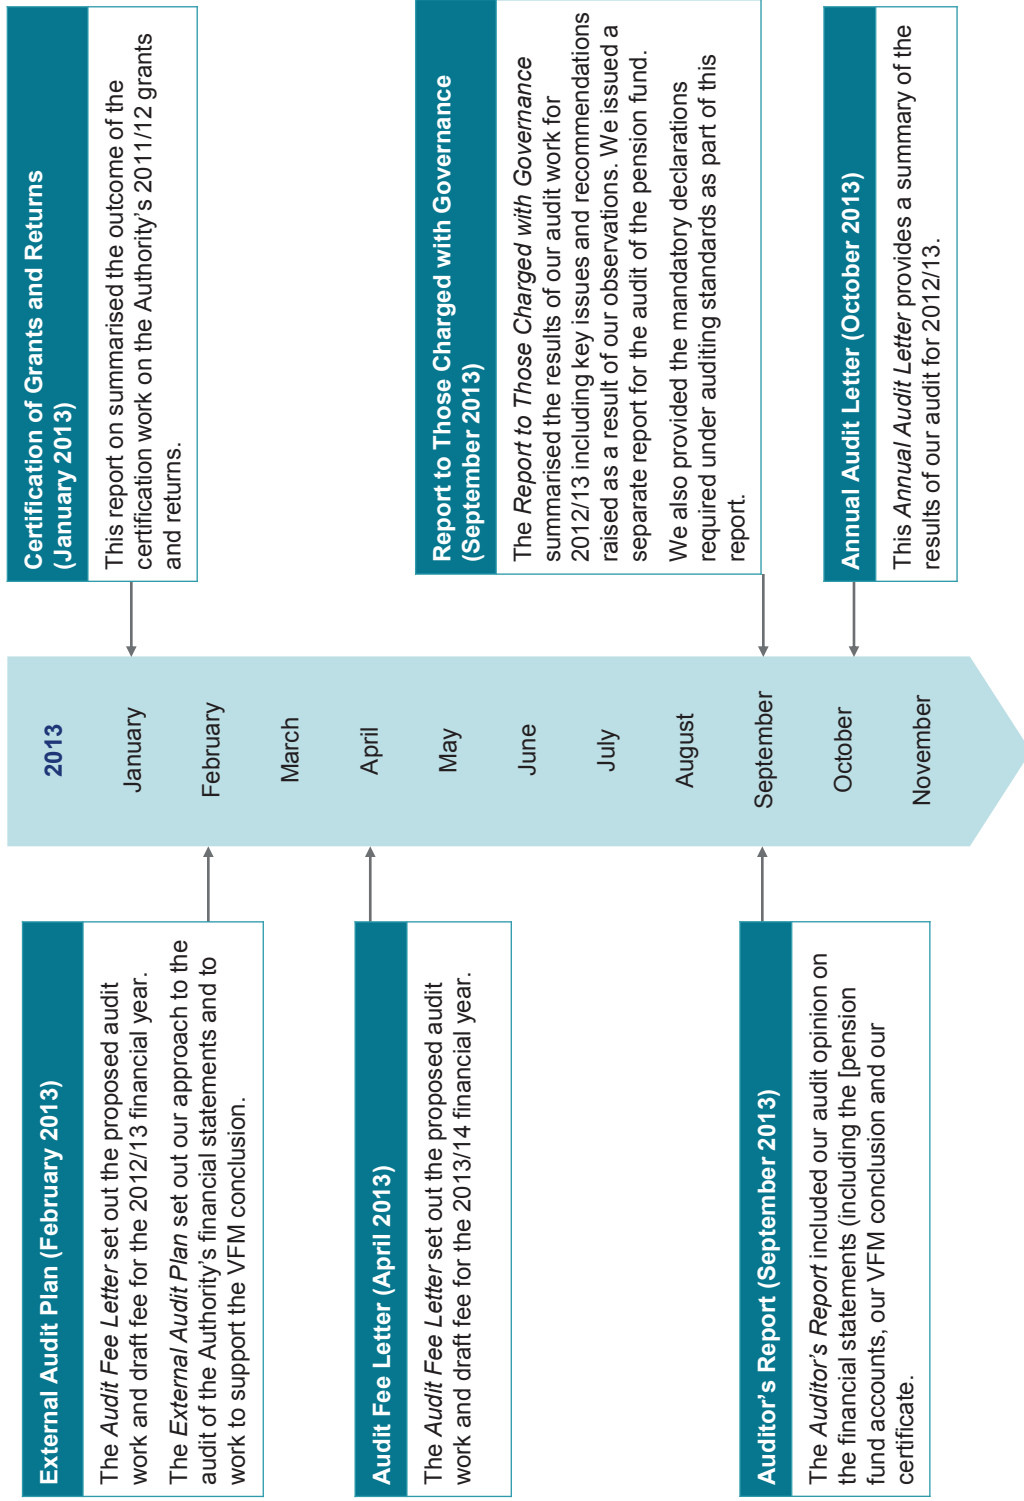 External Audit Plan (February 2013)
The Audit Fee Letter set out the proposed audit
work and draft fee for the 2012/13 financial year.
The External Audit Plan set out our approach to the
audit of the Authority's financial statements and to
work to support the VFM conclusion.
Audit Fee Letter (April 2013)
The Audit Fee Letter set out the proposed audit
work and draft fee for the 2013/14 financial year.
Auditor's Report (September 2013)
The Auditor's Report included our audit opinion on
the financial statements (including the [pension
fund accounts, our VFM conclusion and our
certificate.
2013
January
February
March
April
May
June
July
August
September
October
November
Certification of Grants and Returns
(January 2013)
This report on summarised the outcome of the
certification work on the Authority's 2011/12 grants
and returns.
Report to Those Charged with Governance
(September 2013)
The Report to Those Charged with Governance
summarised the results of our audit work for
2012/13 including key issues and recommendations
raised as a result of our observations. We issued a
separate report for the audit of the pension fund.
We also provided the mandatory declarations
required under auditing standards as part of this
report.
Annual Audit Letter (October 2013)
This Annual Audit Letter provides a summary of the
results of our audit for 2012/13.